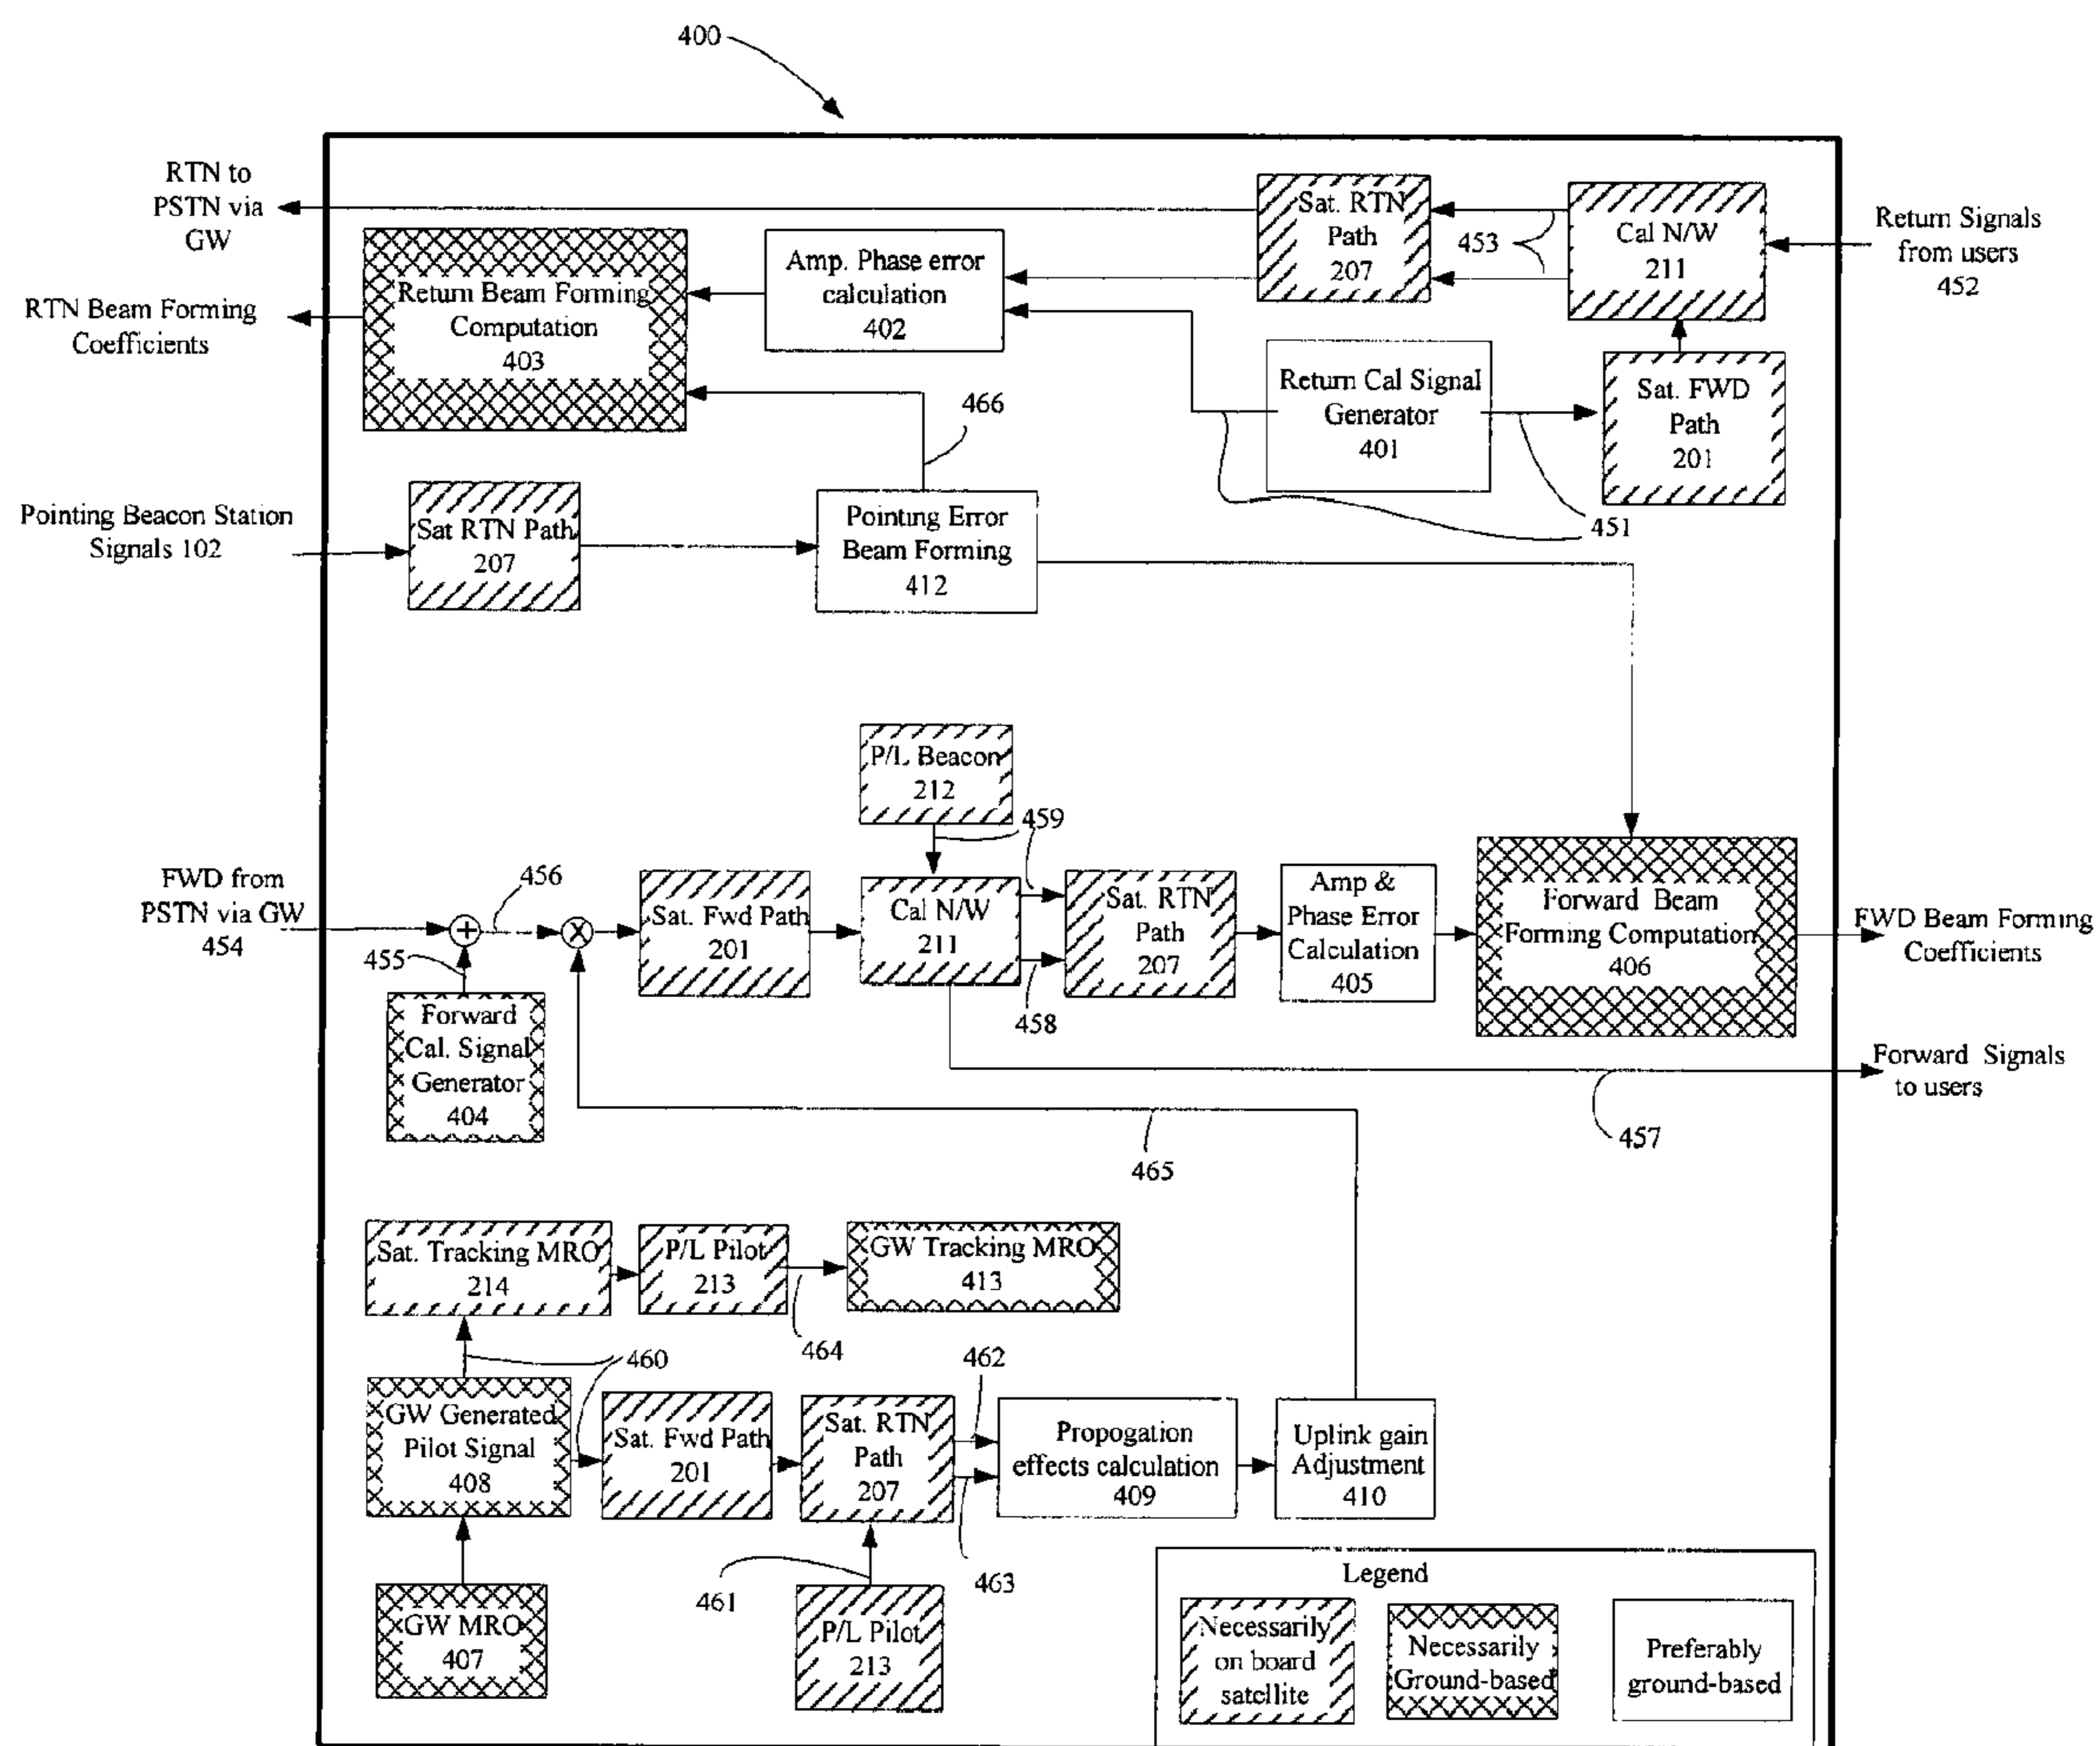 400
RTN to
PSTN via
GW
Sat. RTN
Path
207
453
Cal N/W
211
Return Signals
from users
452
Amp. Phase error
calculation
402
Return Beam Forming
Computation
403
RTN Beam Forming
Coefficients
466
Return Cal Signal
Generator
401
Sat. FWD
Path
201
451
Pointing Beacon Station
Signals 102
Sat RTN Path
207
Pointing Error
Beam Forming
412
P/L Beacon
212
459
FWD from
PSTN via GW
454
456
+
X
455
Sat. Fwd Path
201
Cal N/W
211
458
Sat. RTN
Path
207
Amp &
Phase Error
Calculation
405
Forward Beam
Forming Computation
406
FWD Beam Forming
Coefficients
Forward
Cal. Signal
Generator
404
Forward Signals
to users
457
465
Sat. Tracking MRO
214
P/L Pilot
213
GW Tracking MRO
413
464
460
462
GW Generated
Pilot Signal
408
Sat. Fwd Path
201
Sat. RTN
Path
207
Propogation
effects calculation
409
Uplink gain
Adjustment
410
461
463
GW MRO
407
P/L Pilot
213
Legend
Necessarily
on board
satellite
Necessarily
Ground-based
Preferably
ground-based